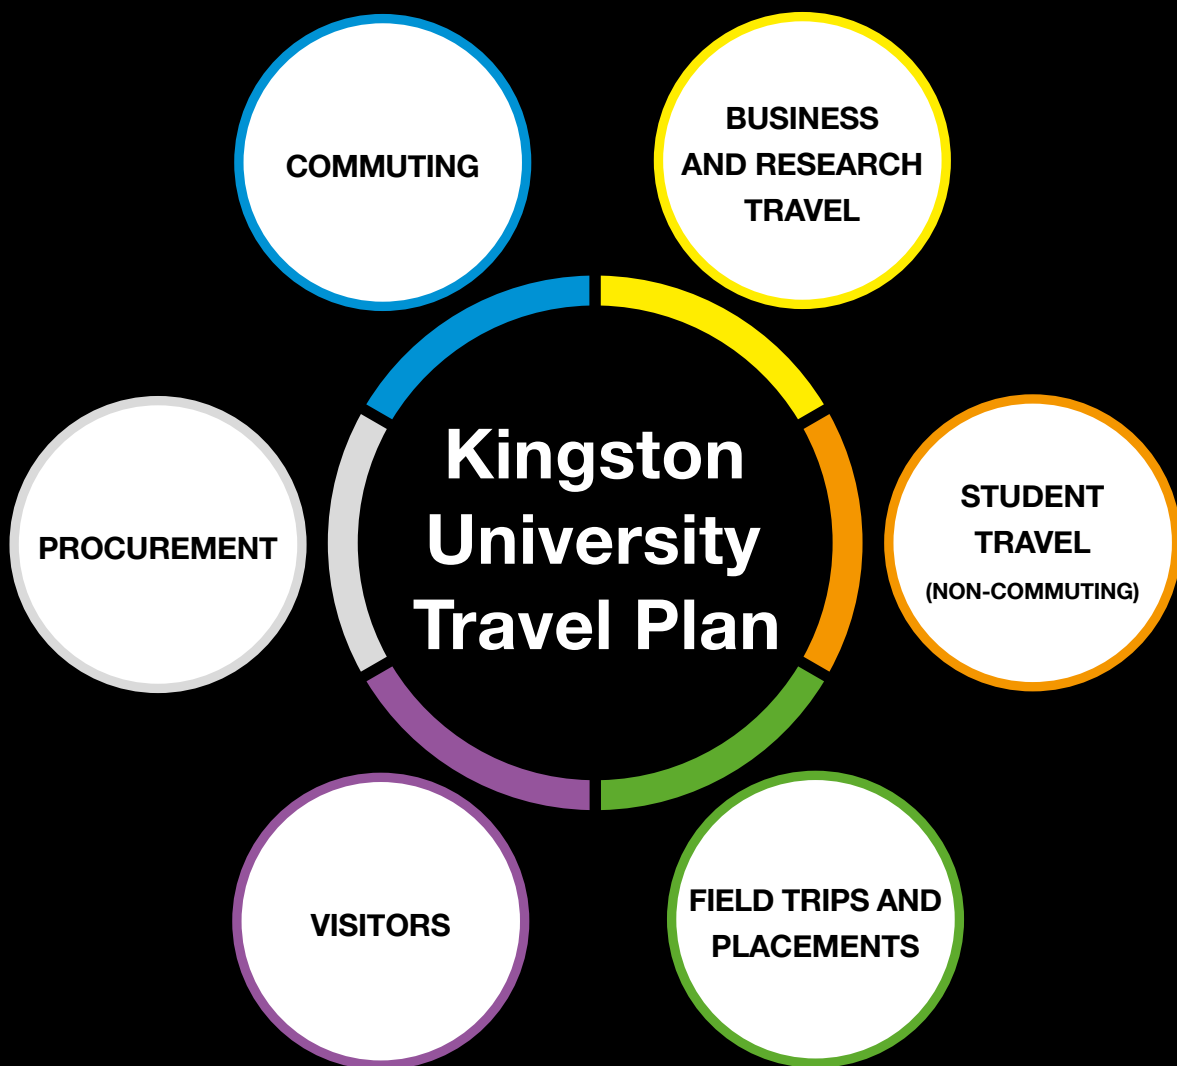 COMMUTING
BUSINESS
AND RESEARCH
TRAVEL
Kingston
University
Travel Plan
PROCUREMENT
STUDENT
TRAVEL
(NON-COMMUTING)
VISITORS
FIELD TRIPS AND
PLACEMENTS